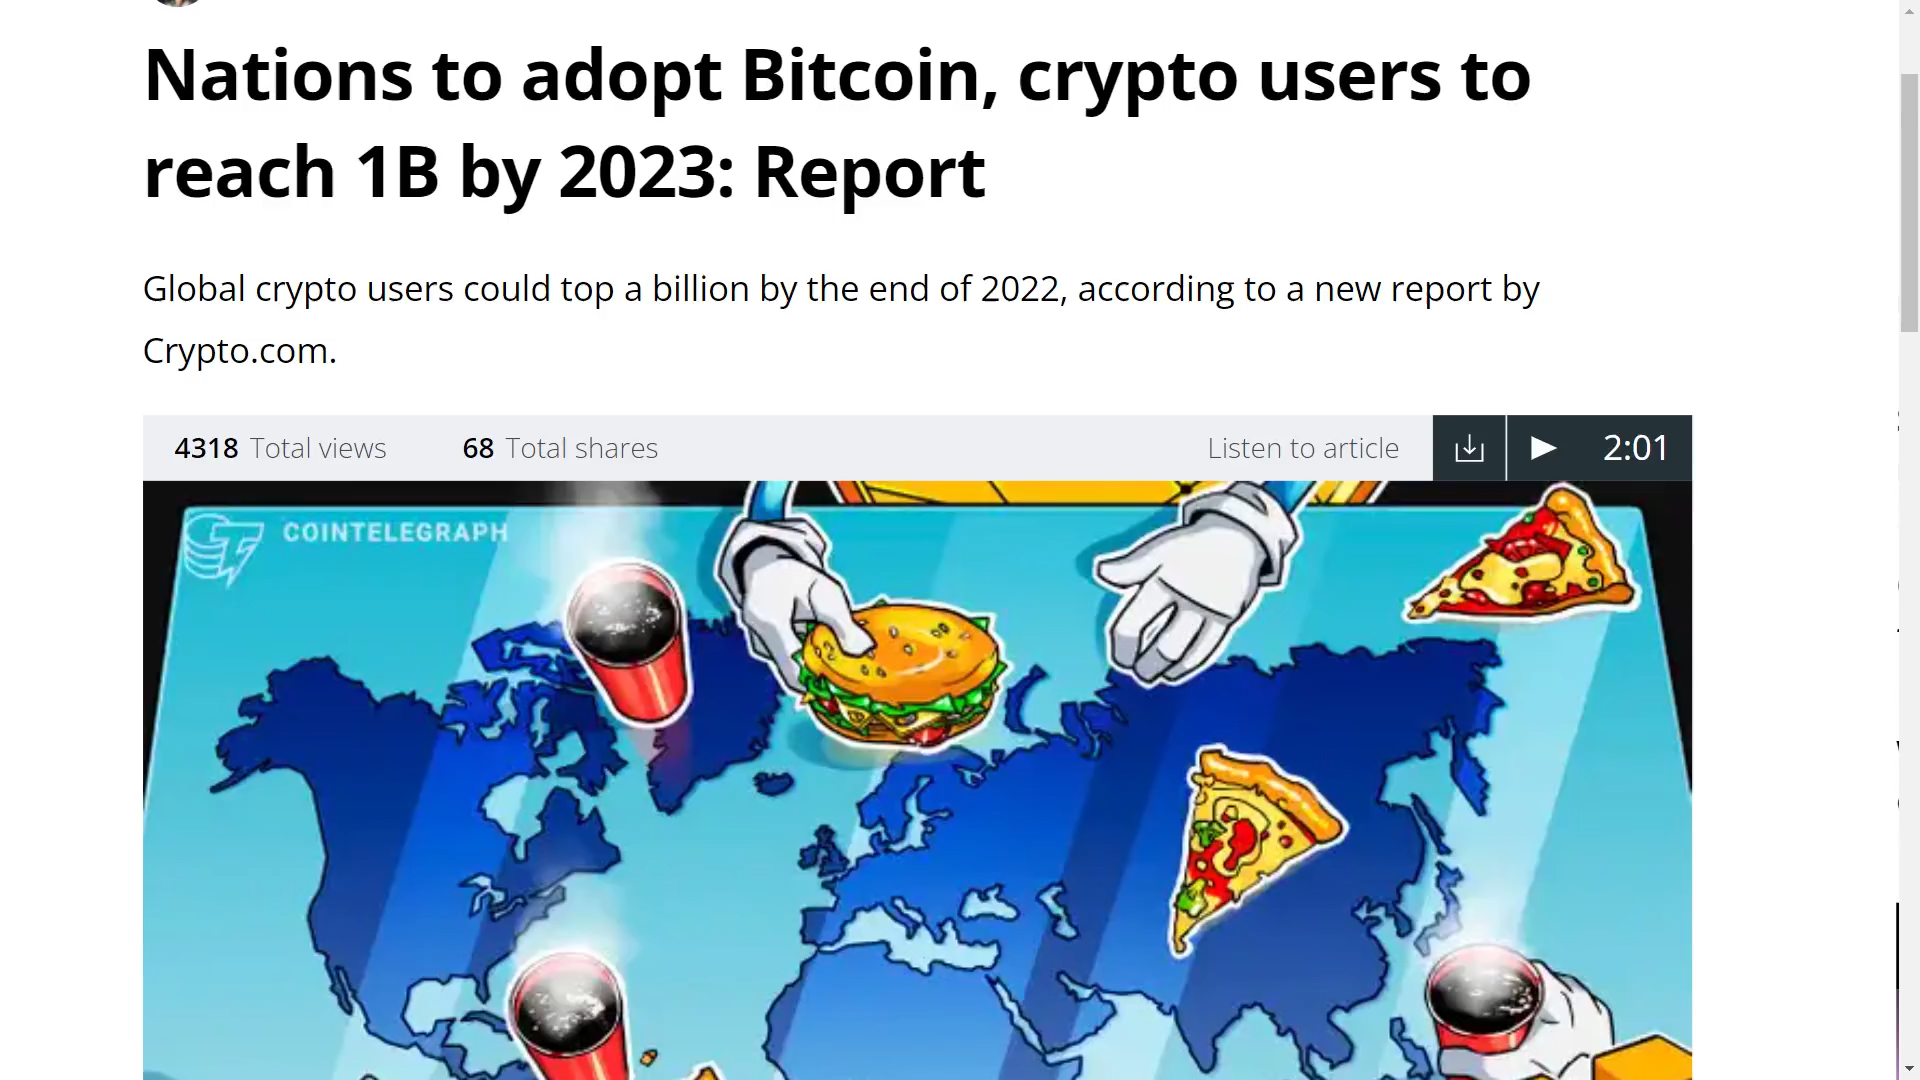 Nations to adopt Bitcoin, crypto users to
reach 1B by 2023: Report
Global crypto users could top a billion by the end of 2022, according to a new report by
Crypto.com.
4318 Total views 68 Total shares Listen to article 2:01
COINTELEGRAPH